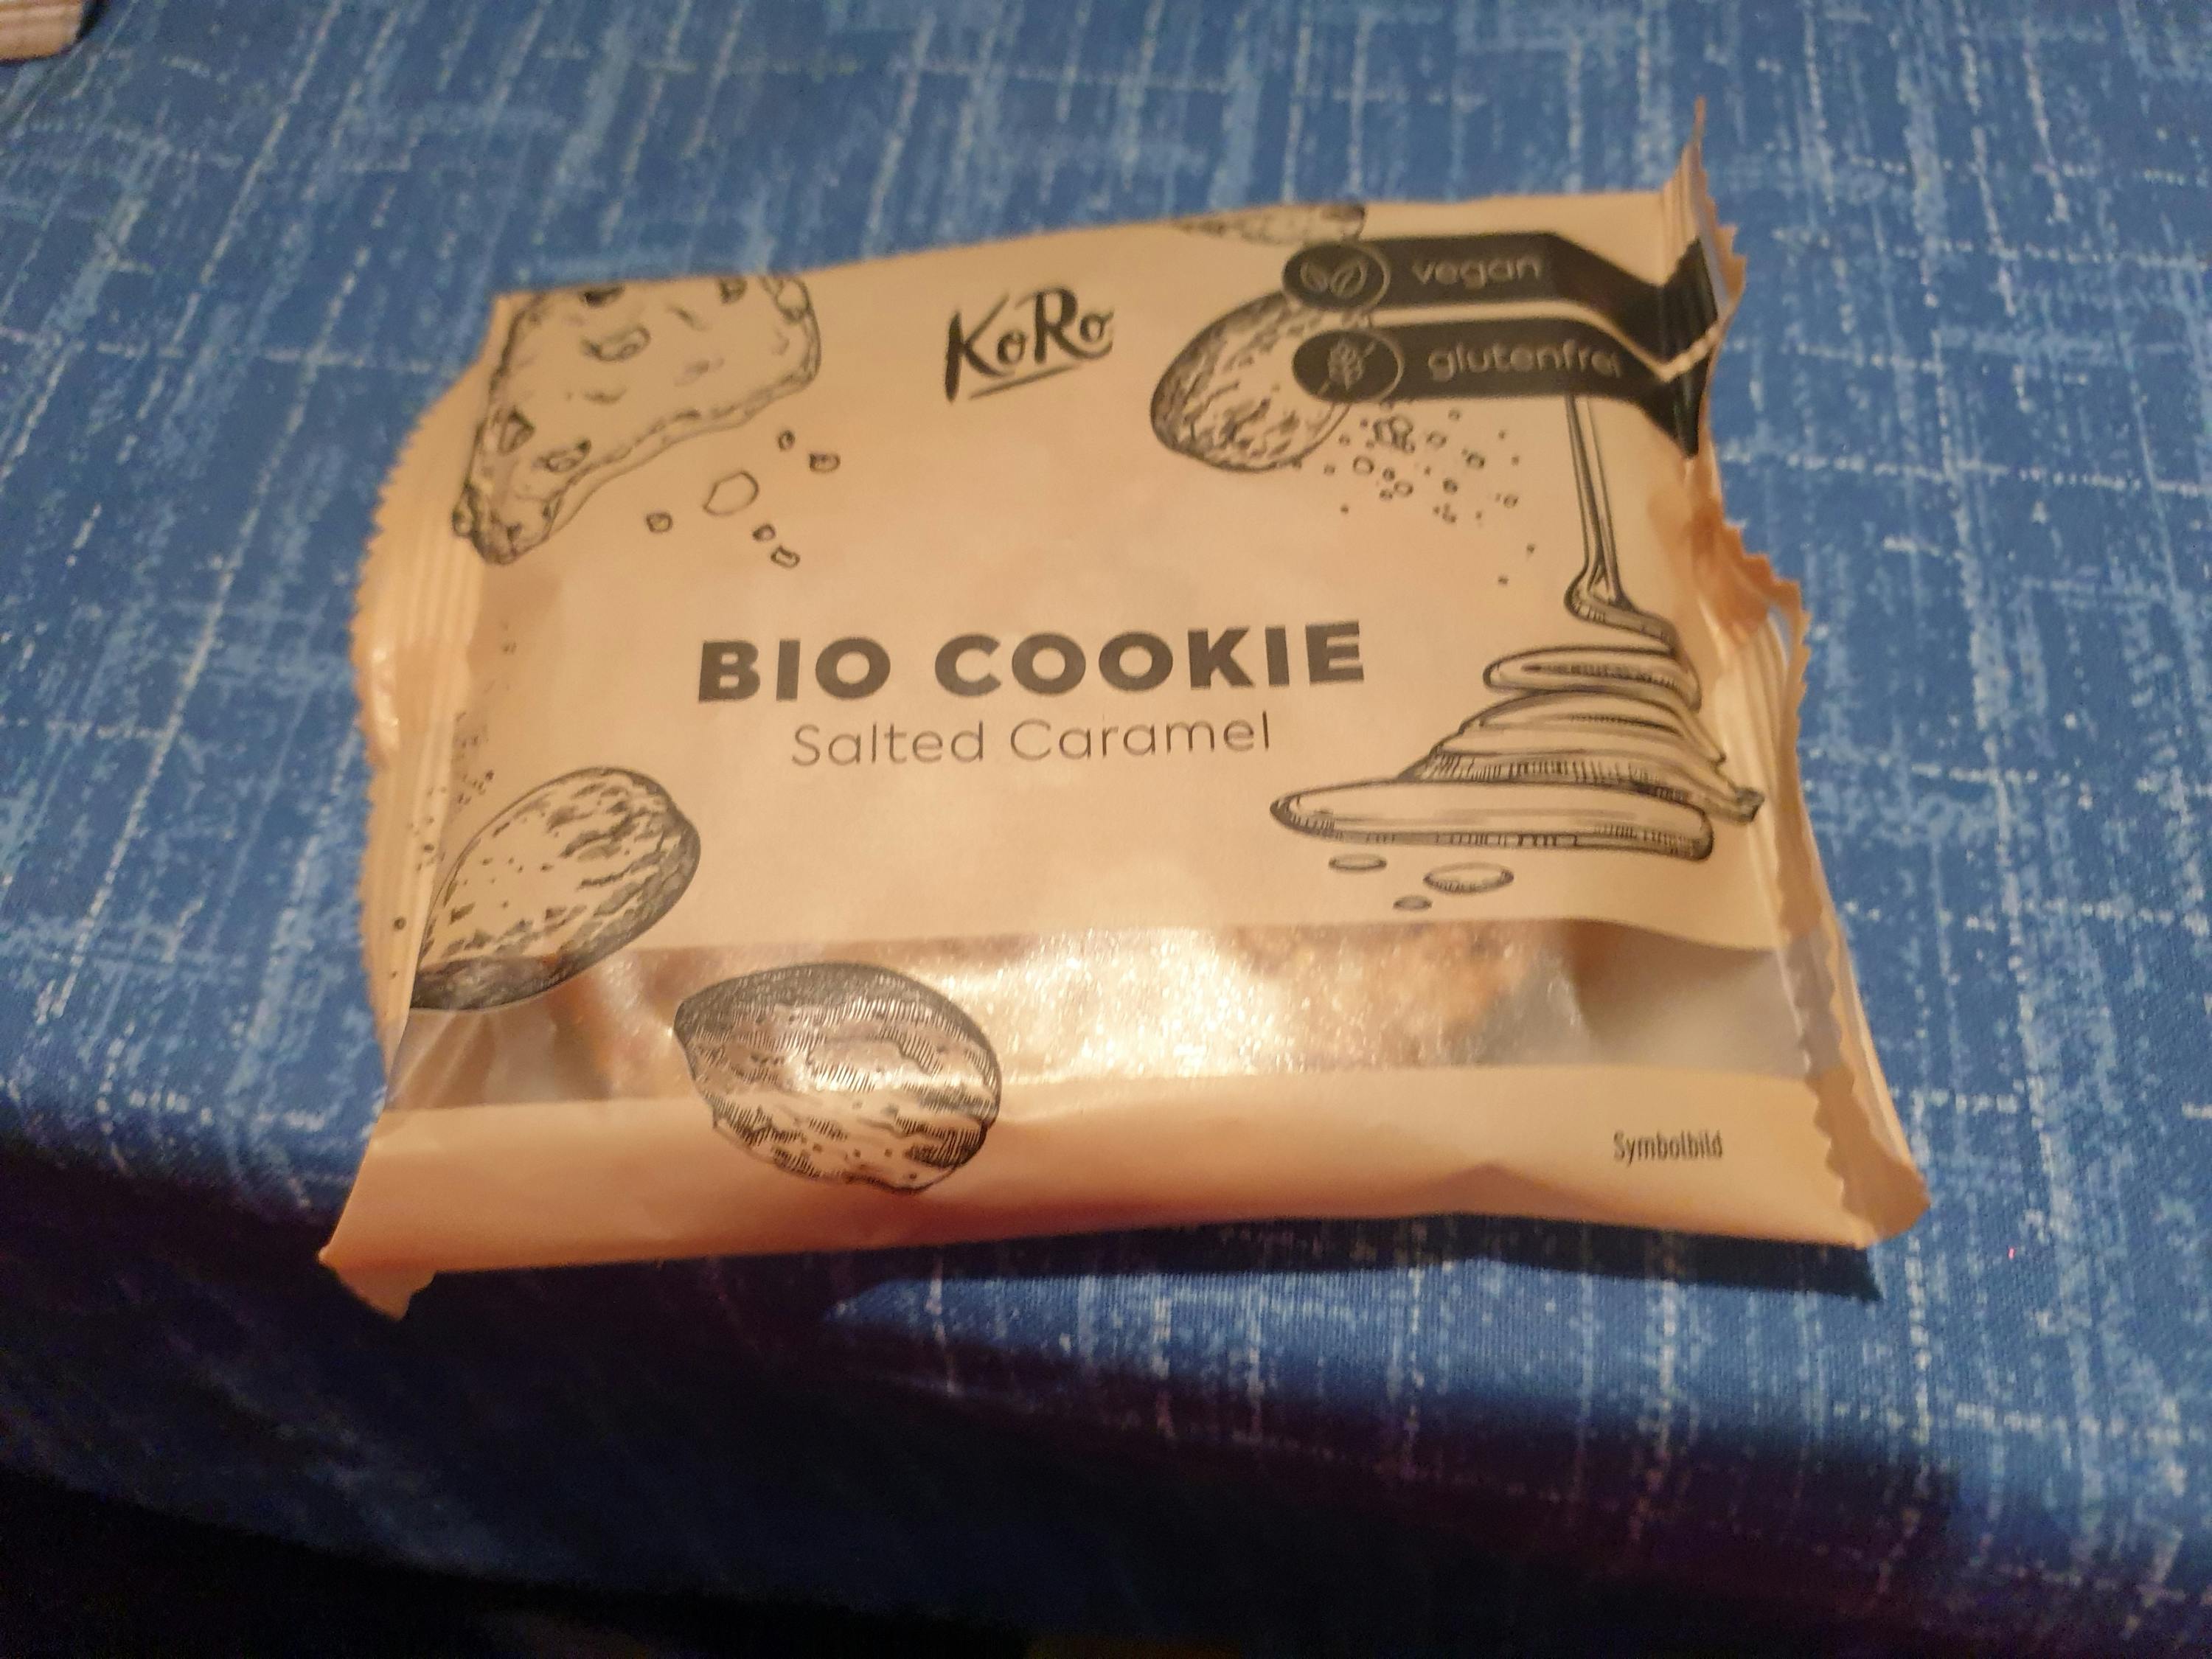 KoRo
vegan
glutenfrei
BIO COOKIE
Salted Caramel
Symbolbild